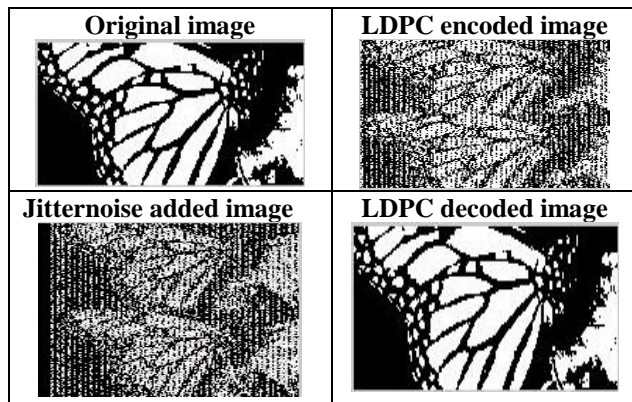 Original image
LDPC encoded image
Jitternoise added image
LDPC decoded image